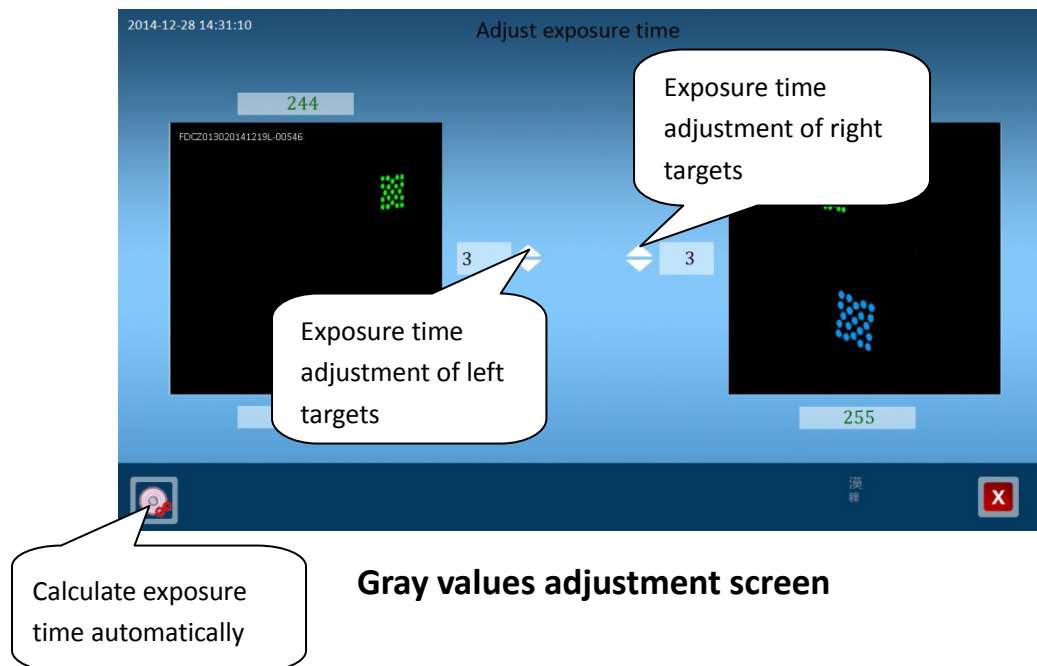 2014-12-28 14:31:10
Adjust exposure time
Exposure time
adjustment of right
targets
244
FDCZ013020141219L-00546
3
3
Exposure time
adjustment of left
targets
255
X
Calculate exposure
time automatically
Gray values adjustment screen